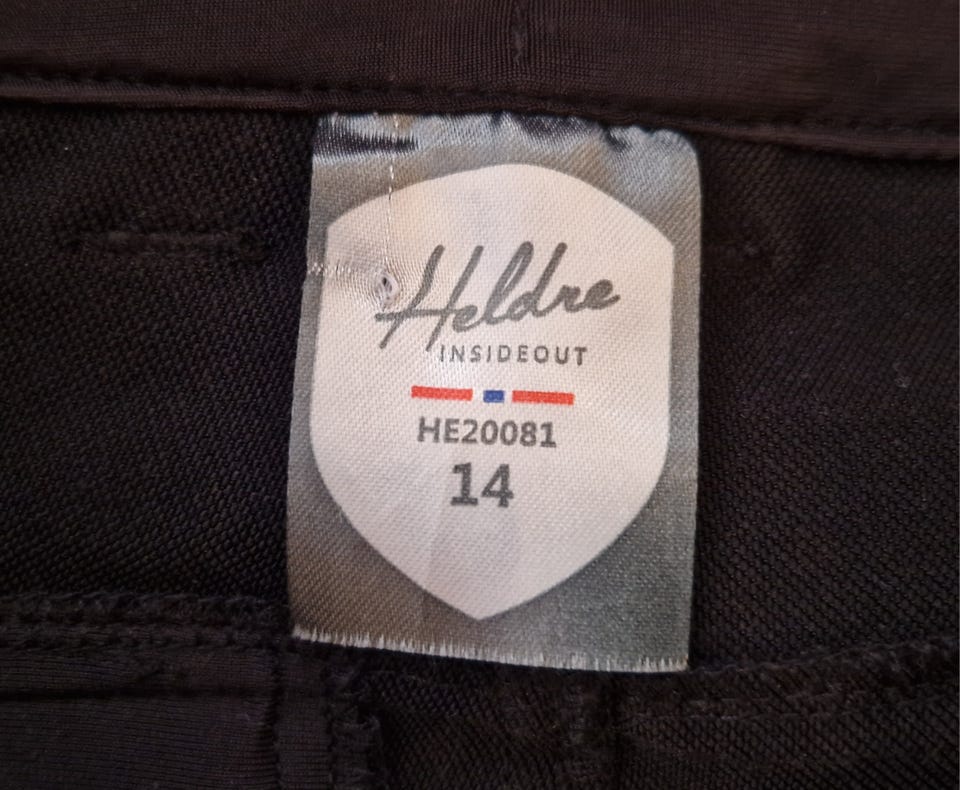 Heldre
INSIDEOUT
HE20081
14